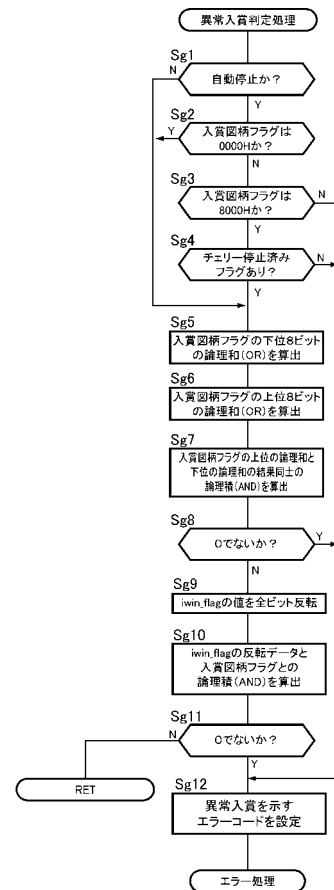 異常入賞判定処理
Sg1
N
自動停止か？
Y
Sg2
Y
入賞図柄フラグは
0000Hか？
N
Sg3
入賞図柄フラグは
8000Hか？
N
Y
Sg4
チェリー停止済み
フラグあり？
N
Y
Sg5
入賞図柄フラグの下位8ビット
の論理和(OR)を算出
Sg6
入賞図柄フラグの上位8ビット
の論理和(OR)を算出
Sg7
入賞図柄フラグの上位の論理和と
下位の論理和の結果同士の
論理積(AND)を算出
Sg8
0でないか？
Y
N
Sg9
iwin_flagの値を全ビット反転
Sg10
iwin_flagの反転データと
入賞図柄フラグとの
論理積(AND)を算出
Sg11
N
0でないか？
Y
RET
Sg12
異常入賞を示す
エラーコードを設定
エラー処理